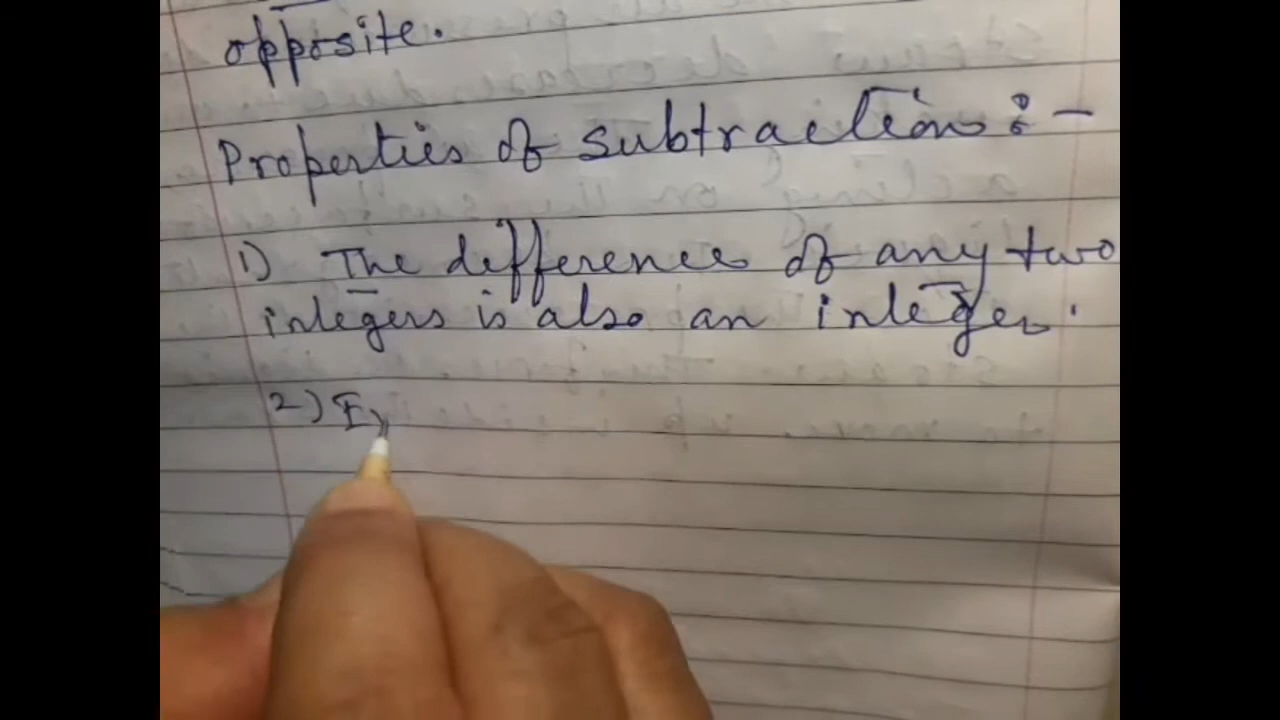 opposite.
Properties of subtraction :-
1) The difference of any two
integers is also an integer.
2)